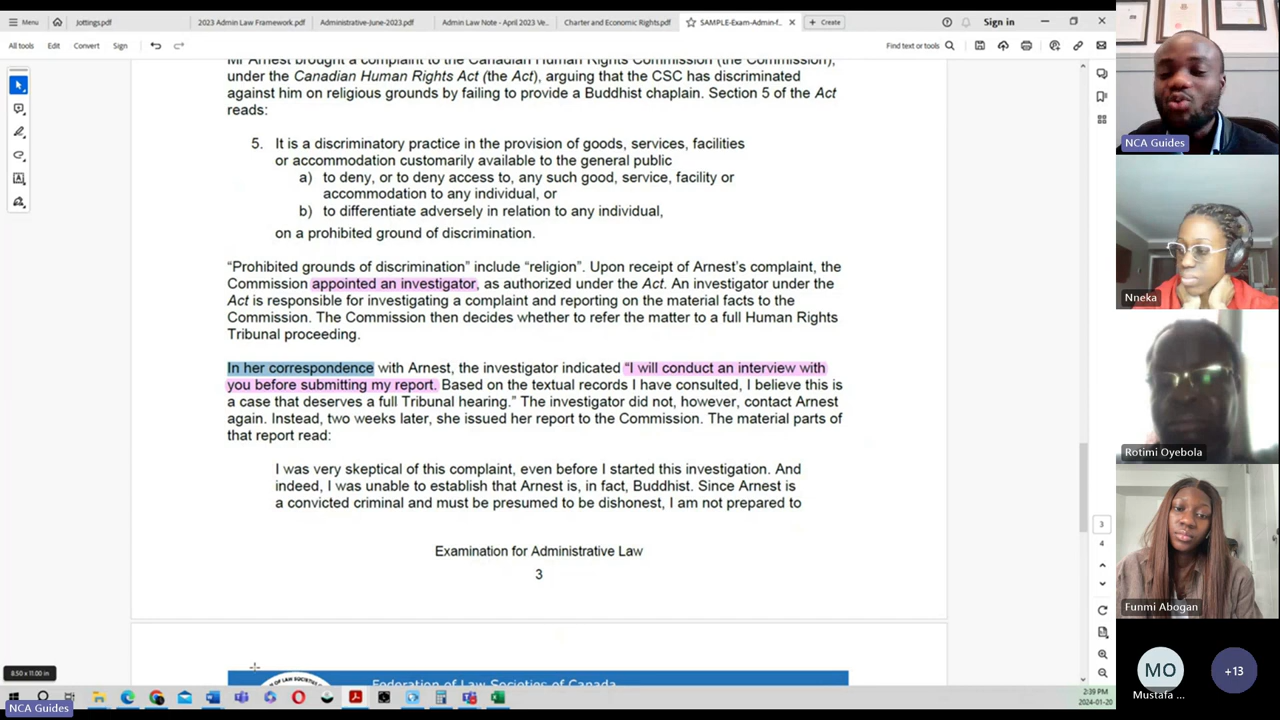 Menu
Jottings.pdf
2023 Admin Law Framework.pdf
Administrative-June-2023.pdf
Admin Law Note - April 2023 Ve...
Charter and Economic Rights.pdf
SAMPLE-Exam-Admin-f...
Create
Sign in
All tools
Edit
Convert
Sign
Find text or tools
Mr Arnest brought a complaint to the Canadian Human Rights Commission (the Commission),
under the Canadian Human Rights Act (the Act), arguing that the CSC has discriminated
against him on religious grounds by failing to provide a Buddhist chaplain. Section 5 of the Act
reads:
5. It is a discriminatory practice in the provision of goods, services, facilities
or accommodation customarily available to the general public
a) to deny, or to deny access to, any such good, service, facility or
accommodation to any individual, or
b) to differentiate adversely in relation to any individual,
on a prohibited ground of discrimination.
“Prohibited grounds of discrimination” include “religion”. Upon receipt of Arnest’s complaint, the
Commission appointed an investigator, as authorized under the Act. An investigator under the
Act is responsible for investigating a complaint and reporting on the material facts to the
Commission. The Commission then decides whether to refer the matter to a full Human Rights
Tribunal proceeding.
In her correspondence with Arnest, the investigator indicated “I will conduct an interview with
you before submitting my report. Based on the textual records I have consulted, I believe this is
a case that deserves a full Tribunal hearing.” The investigator did not, however, contact Arnest
again. Instead, two weeks later, she issued her report to the Commission. The material parts of
that report read:
I was very skeptical of this complaint, even before I started this investigation. And
indeed, I was unable to establish that Arnest is, in fact, Buddhist. Since Arnest is
a convicted criminal and must be presumed to be dishonest, I am not prepared to
Examination for Administrative Law
3
Federation of Law Societies of Canada
8.50 x 11.00 in
3
4
2:39 PM
2024-01-20
NCA Guides
NCA Guides
Nneka
Rotimi Oyebola
Funmi Abogan
MO
Mustafa ...
+13